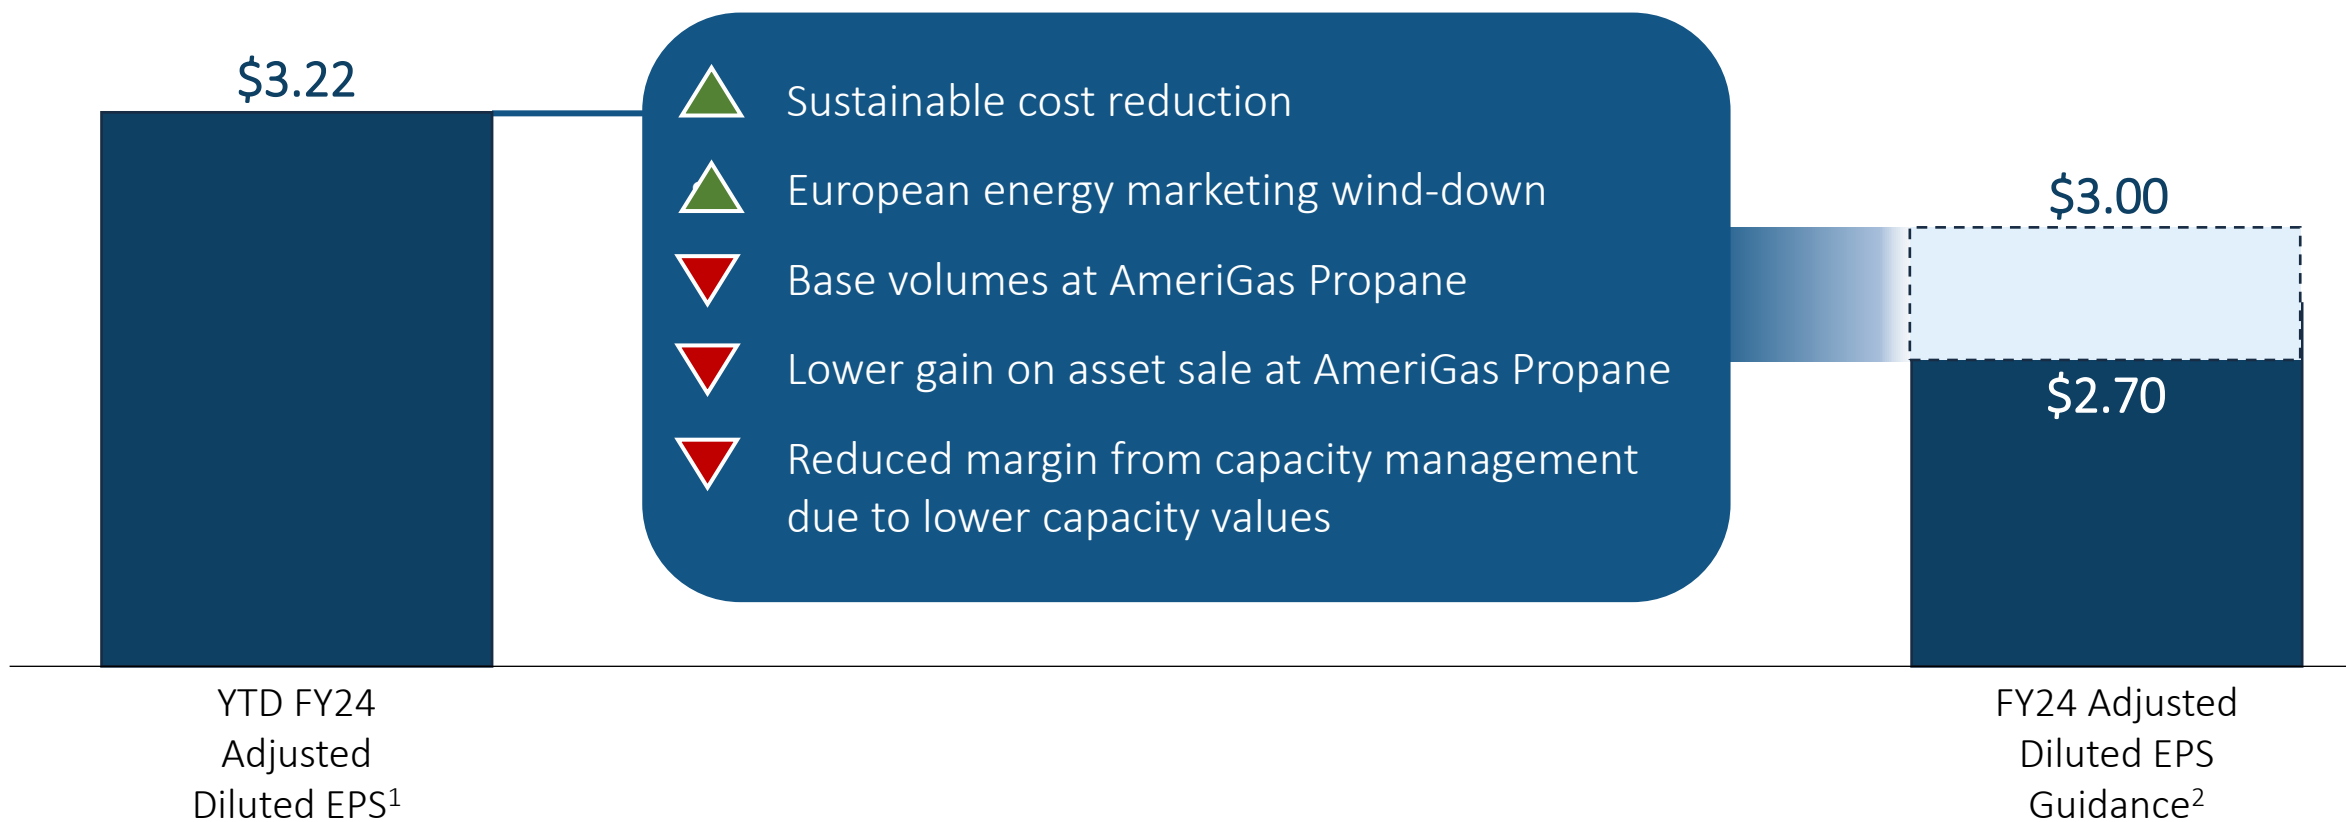 $3.22
Sustainable cost reduction
European energy marketing wind-down
Base volumes at AmeriGas Propane
Lower gain on asset sale at AmeriGas Propane
Reduced margin from capacity management
due to lower capacity values
$3.00
$2.70
YTD FY24
Adjusted
Diluted EPS¹
FY24 Adjusted
Diluted EPS
Guidance²